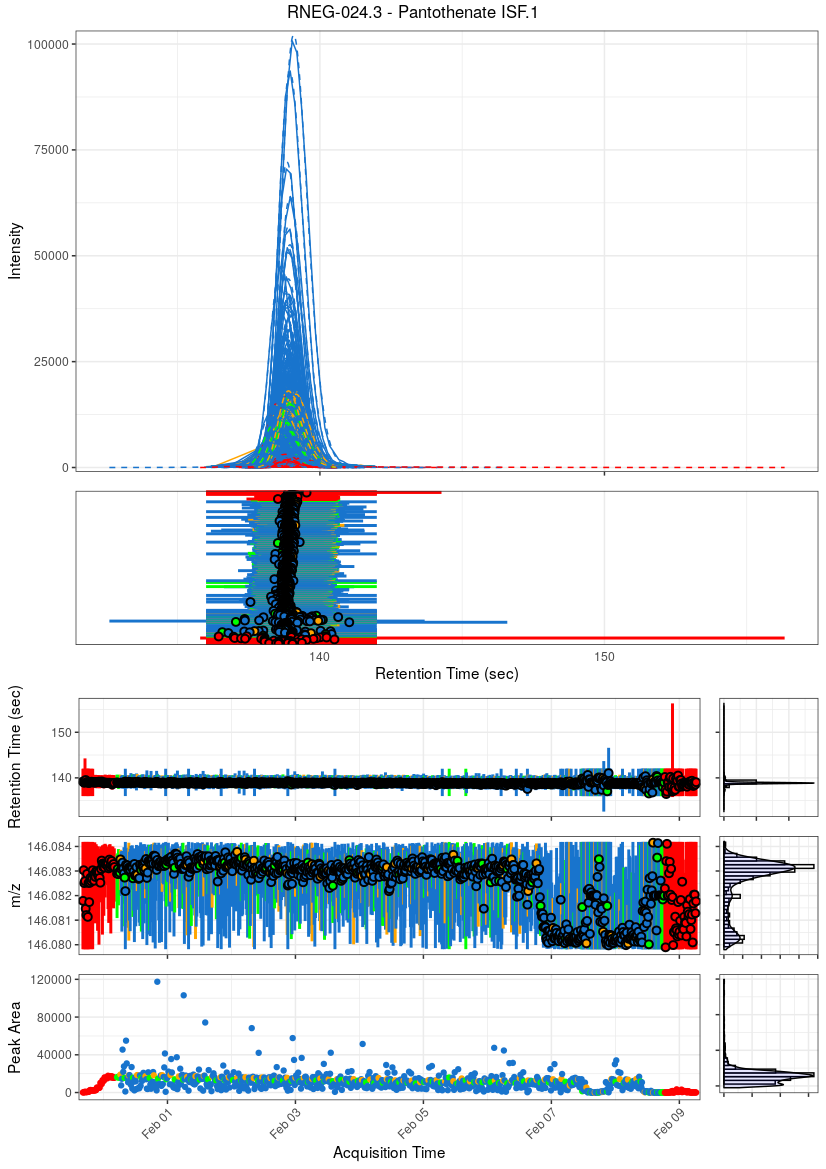 RNEG-024.3 - Pantothenate ISF.1
100000
75000
50000
25000
0
Intensity
140
150
Retention Time (sec)
150
140
Retention Time (sec)
146.084
146.083
146.082
146.081
146.080
m/z
120000
80000
40000
0
Peak Area
Feb 01
Feb 03
Feb 05
Feb 07
Feb 09
Acquisition Time